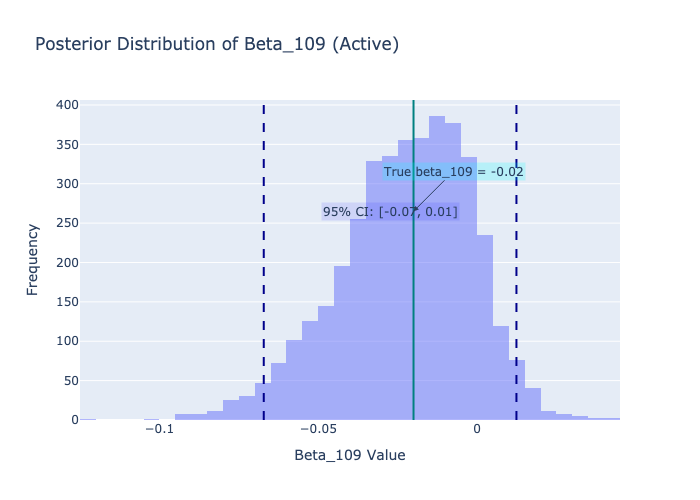 Posterior Distribution of Beta_109 (Active)
400
350
300
250
200
150
100
50
0
Frequency
True beta_109 = -0.02
95% CI: [-0.07, 0.01]
−0.1
−0.05
0
Beta_109 Value